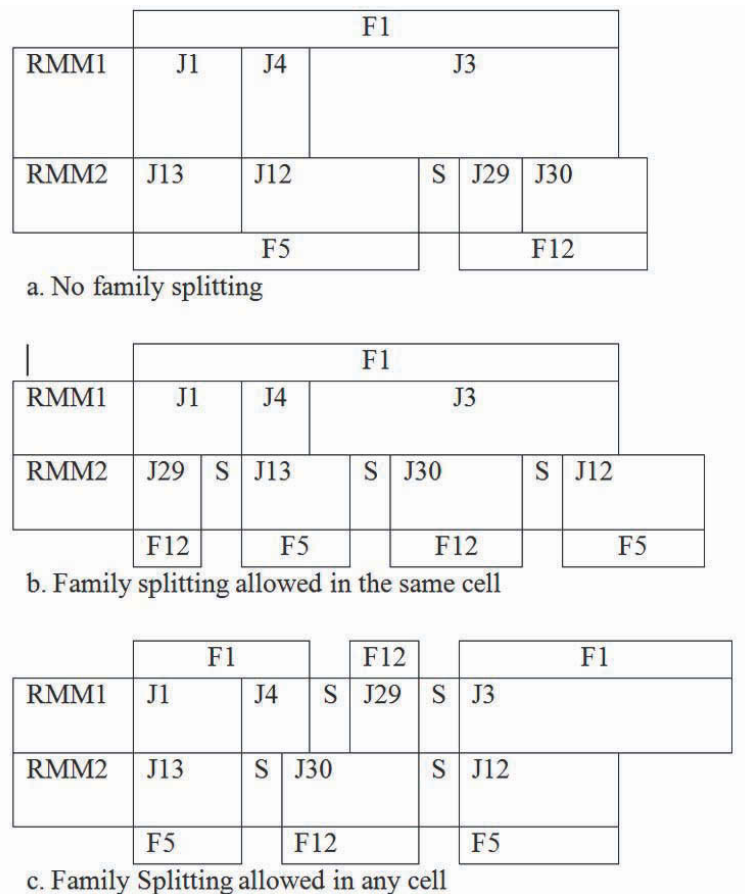 F1
RMM1 J1 J4 J3
RMM2 J13 J12 S J29 J30
F5 F12
a. No family splitting
F1
RMM1 J1 J4 J3
RMM2 J29 S J13 S J30 S J12
F12 F5 F12 F5
b. Family splitting allowed in the same cell
F1 F12 F1
RMM1 J1 J4 S J29 S J3
RMM2 J13 S J30 S J12
F5 F12 F5
c. Family Splitting allowed in any cell